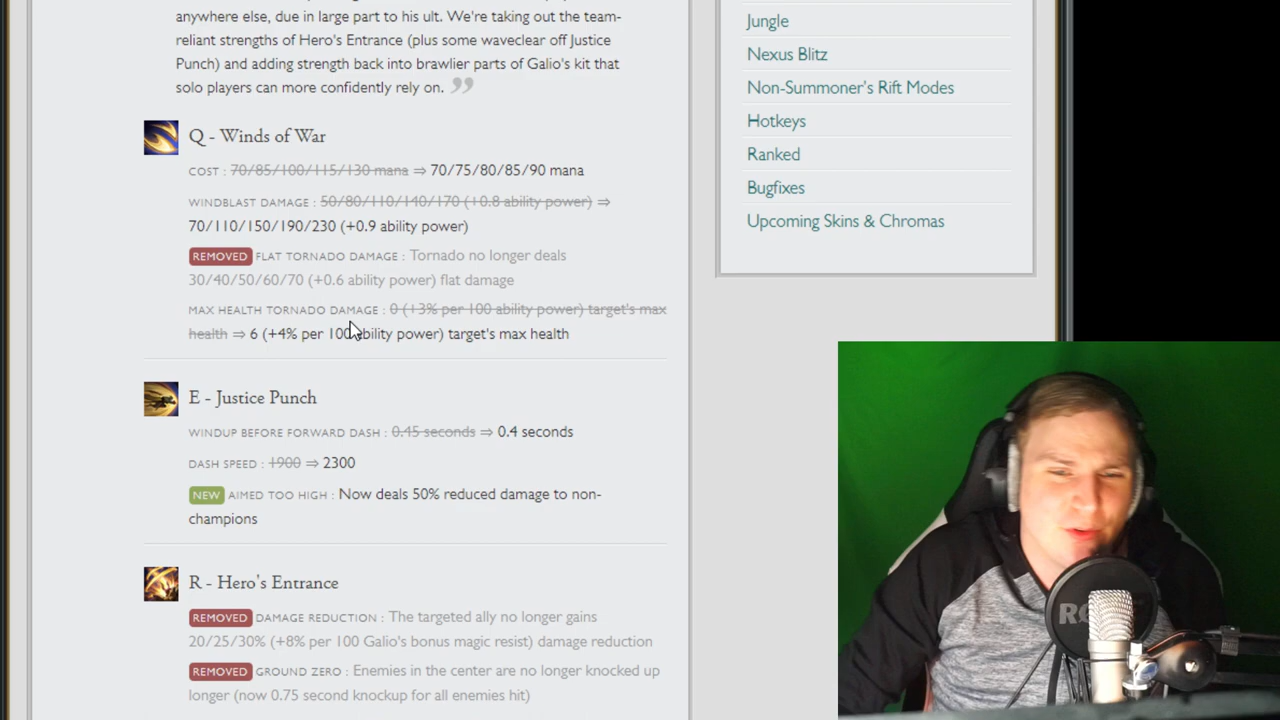 anywhere else, due in large part to his ult. We're taking out the team-
reliant strengths of Hero's Entrance (plus some waveclear off Justice
Punch) and adding strength back into brawlier parts of Galio's kit that
solo players can more confidently rely on. ”
Q - Winds of War
COST : 70/85/100/115/130 mana ⇒ 70/75/80/85/90 mana
WINDBLAST DAMAGE : 50/80/110/140/170 (+0.8 ability power) ⇒
70/110/150/190/230 (+0.9 ability power)
REMOVED FLAT TORNADO DAMAGE : Tornado no longer deals
30/40/50/60/70 (+0.6 ability power) flat damage
MAX HEALTH TORNADO DAMAGE : 0 (+3% per 100 ability power) target's max
health ⇒ 6 (+4% per 100 ability power) target's max health
E - Justice Punch
WINDUP BEFORE FORWARD DASH : 0.45 seconds ⇒ 0.4 seconds
DASH SPEED : 1900 ⇒ 2300
NEW AIMED TOO HIGH : Now deals 50% reduced damage to non-
champions
R - Hero's Entrance
REMOVED DAMAGE REDUCTION : The targeted ally no longer gains
20/25/30% (+8% per 100 Galio's bonus magic resist) damage reduction
REMOVED GROUND ZERO : Enemies in the center are no longer knocked up
longer (now 0.75 second knockup for all enemies hit)
Jungle
Nexus Blitz
Non-Summoner's Rift Modes
Hotkeys
Ranked
Bugfixes
Upcoming Skins & Chromas